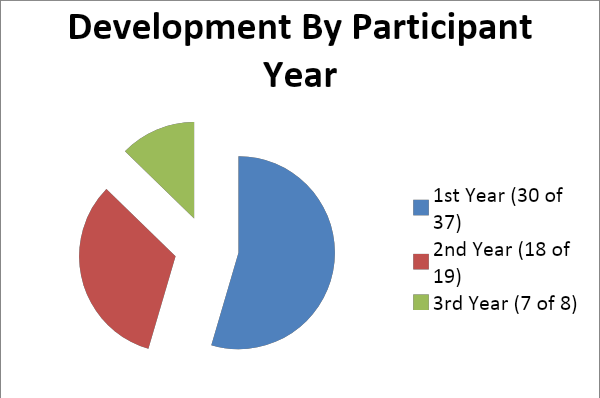 Development By Participant
Year
1st Year (30 of
37)
2nd Year (18 of
19)
3rd Year (7 of 8)